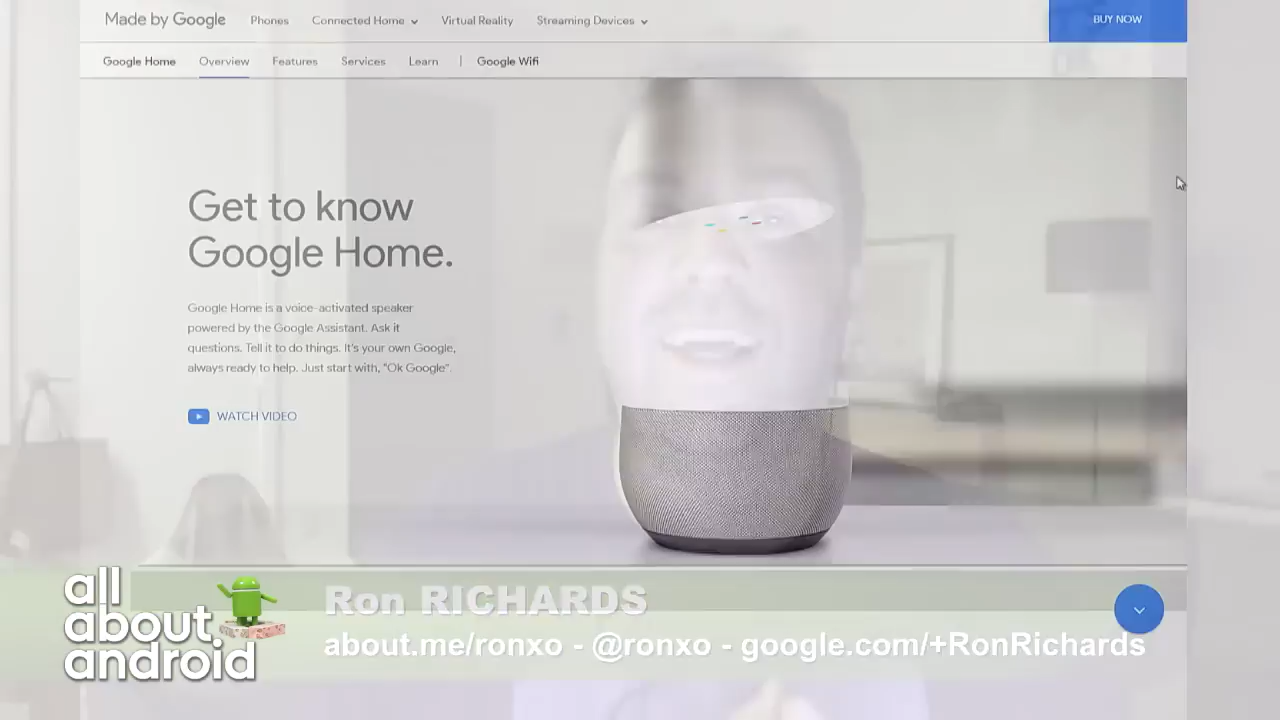 Made by Google Phones Connected Home Virtual Reality Streaming Devices BUY NOW
Google Home Overview Features Services Learn | Google Wifi
Get to know
Google Home.
Google Home is a voice-activated speaker
powered by the Google Assistant. Ask it
questions. Tell it to do things. It's your own Google,
always ready to help. Just start with, "Ok Google".
WATCH VIDEO
all
about
android
Ron RICHARDS
about.me/ronxo - @ronxo - google.com/+RonRichards